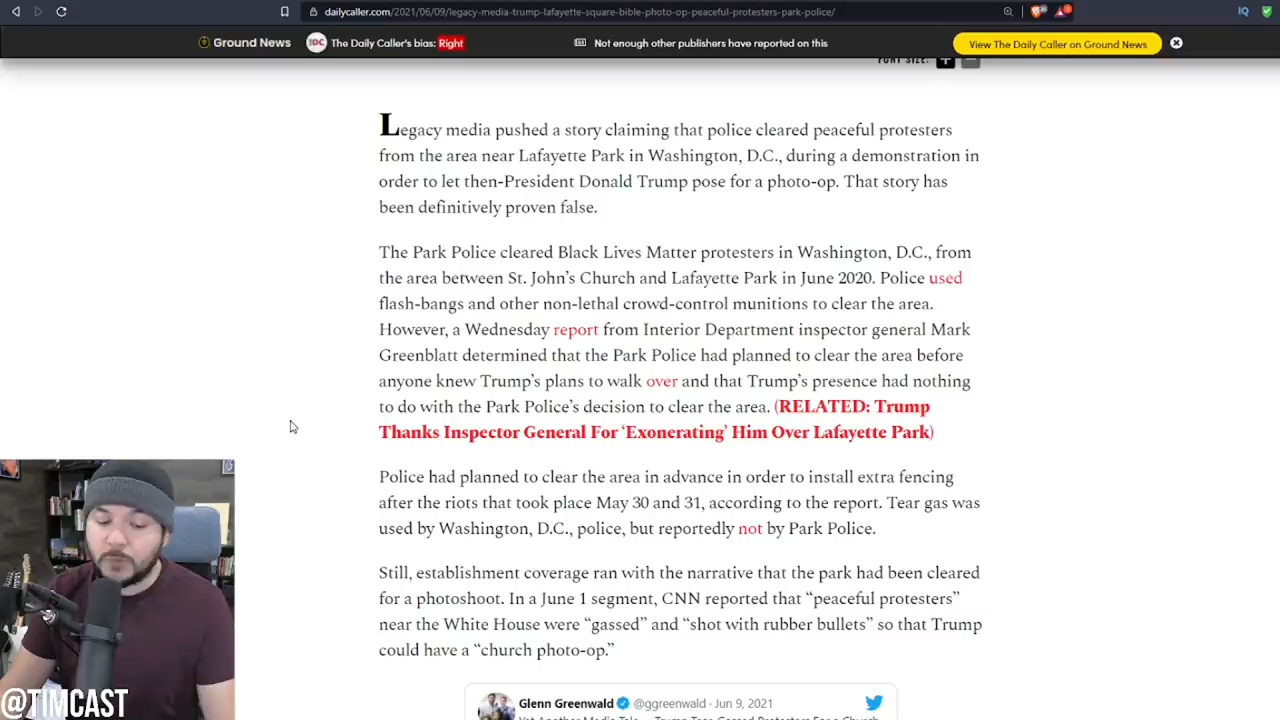 dailycaller.com/2021/06/09/legacy-media-trump-lafayette-square-bible-photo-op-peaceful-protesters-park-police/
IQ
Ground News
DC
The Daily Caller's bias: Right
Not enough other publishers have reported on this
View The Daily Caller on Ground News
FONT SIZE:
Legacy media pushed a story claiming that police cleared peaceful protesters
from the area near Lafayette Park in Washington, D.C., during a demonstration in
order to let then-President Donald Trump pose for a photo-op. That story has
been definitively proven false.
The Park Police cleared Black Lives Matter protesters in Washington, D.C., from
the area between St. John's Church and Lafayette Park in June 2020. Police used
flash-bangs and other non-lethal crowd-control munitions to clear the area.
However, a Wednesday report from Interior Department inspector general Mark
Greenblatt determined that the Park Police had planned to clear the area before
anyone knew Trump's plans to walk over and that Trump's presence had nothing
to do with the Park Police's decision to clear the area. (RELATED: Trump
Thanks Inspector General For ‘Exonerating’ Him Over Lafayette Park)
Police had planned to clear the area in advance in order to install extra fencing
after the riots that took place May 30 and 31, according to the report. Tear gas was
used by Washington, D.C., police, but reportedly not by Park Police.
Still, establishment coverage ran with the narrative that the park had been cleared
for a photoshoot. In a June 1 segment, CNN reported that “peaceful protesters”
near the White House were “gassed” and “shot with rubber bullets” so that Trump
could have a “church photo-op.”
Glenn Greenwald @ggreenwald · Jun 9, 2021
Yet Another Media Tale -- Trump Tear-Gassed Protesters For a Church
@TIMCAST